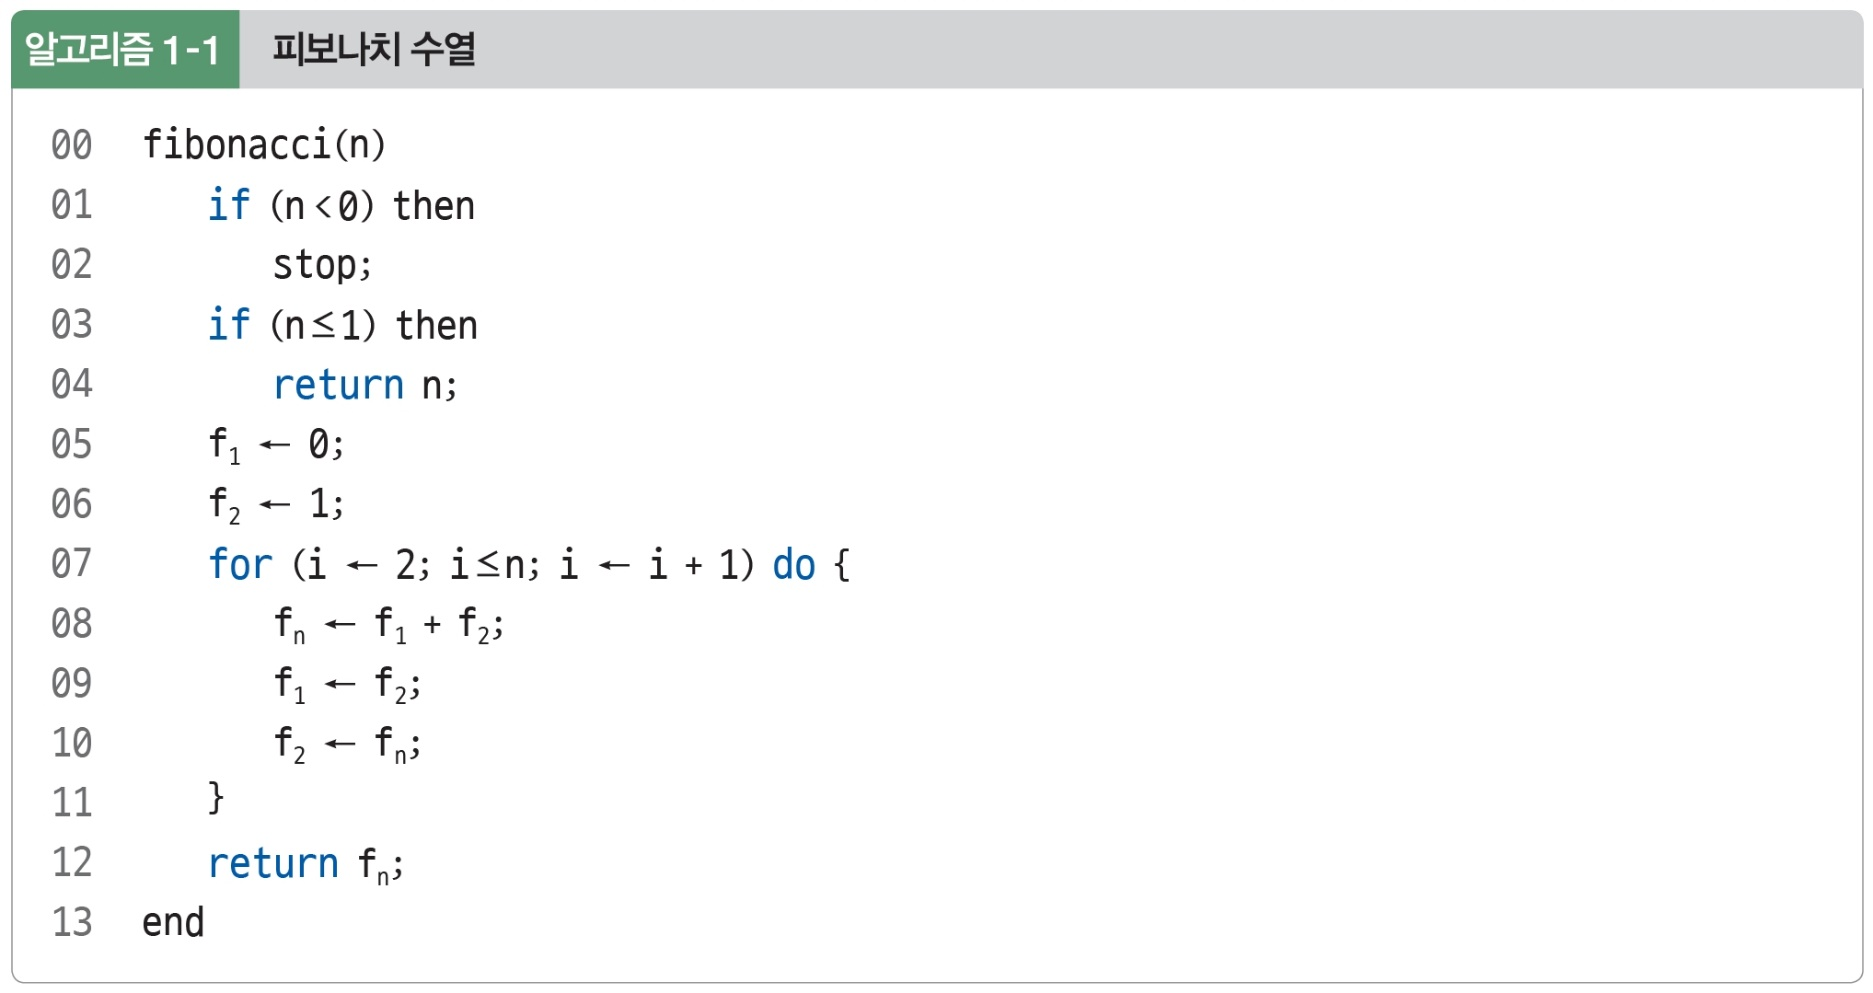 알고리즘 1-1 피보나치 수열
00 fibonacci(n)
01 if (n<0) then
02 stop;
03 if (n≤1) then
04 return n;
05 f₁ ← 0;
06 f₂ ← 1;
07 for (i ← 2; i≤n; i ← i + 1) do {
08 fₙ ← f₁ + f₂;
09 f₁ ← f₂;
10 f₂ ← fₙ;
11 }
12 return fₙ;
13 end